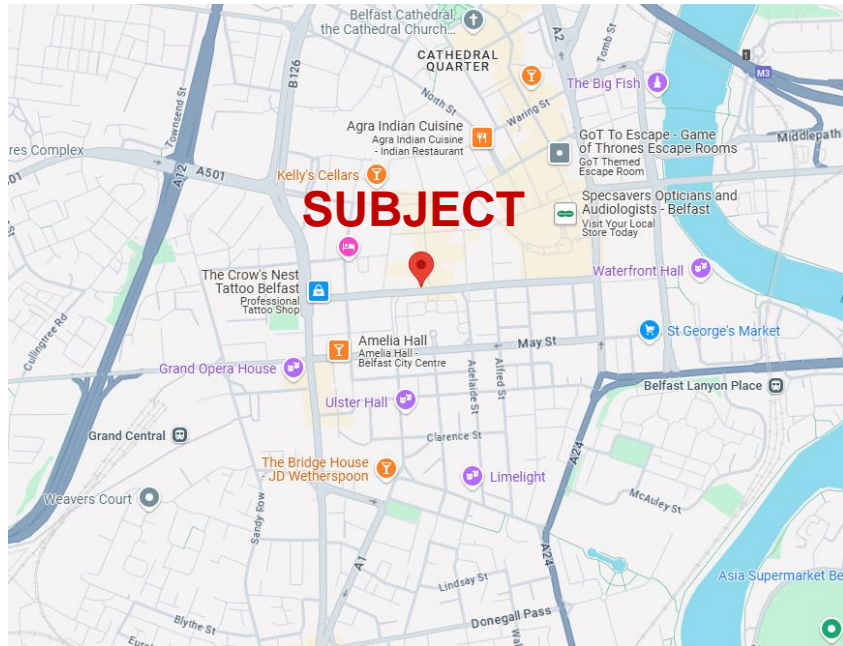 Belfast Cathedral,
the Cathedral Church...
CATHEDRAL
QUARTER
A2
Tomb St
B126
M3
1
The Big Fish
Townsend St
North St
Waring St
Middlepath
Agra Indian Cuisine
Agra Indian Cuisine
- Indian Restaurant
GoT To Escape - Game
of Thrones Escape Rooms
GoT Themed
Escape Room
res Complex
A12
A501
01
Kelly's Cellars
SUBJECT
Specsavers Opticians and
Audiologists - Belfast
Visit Your Local
Store Today
Waterfront Hall
The Crow's Nest
Tattoo Belfast
Professional
Tattoo Shop
Cullingtree Rd
Amelia Hall
Amelia Hall -
Belfast City Centre
May St
St George's Market
Grand Opera House
Adelaide St
Alfred St
Belfast Lanyon Place
Ulster Hall
Grand Central
Clarence St
A24
The Bridge House
- JD Wetherspoon
Limelight
Weavers Court
Sandy Row
McAuley St
A1
A24
Lindsay St
Asia Supermarket Be
Donegall Pass
Blythe St